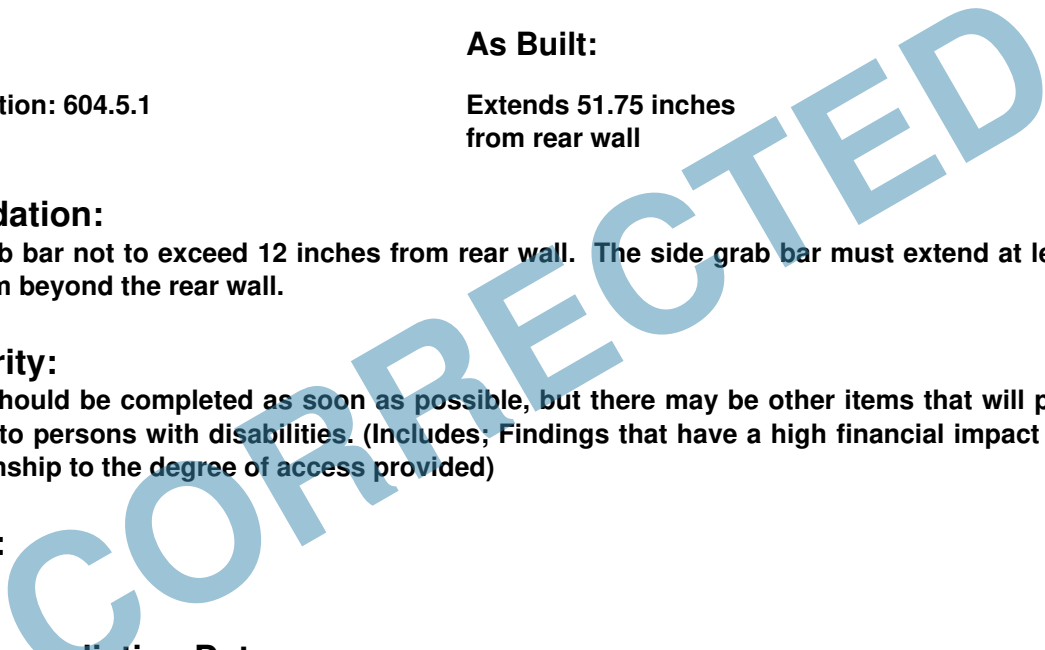 As Built:
tion: 604.5.1
Extends 51.75 inches
from rear wall
dation:
b bar not to exceed 12 inches from rear wall. The side grab bar must extend at le
m beyond the rear wall.
rity:
hould be completed as soon as possible, but there may be other items that will p
to persons with disabilities. (Includes; Findings that have a high financial impact
nship to the degree of access provided)
:
CORRECTED